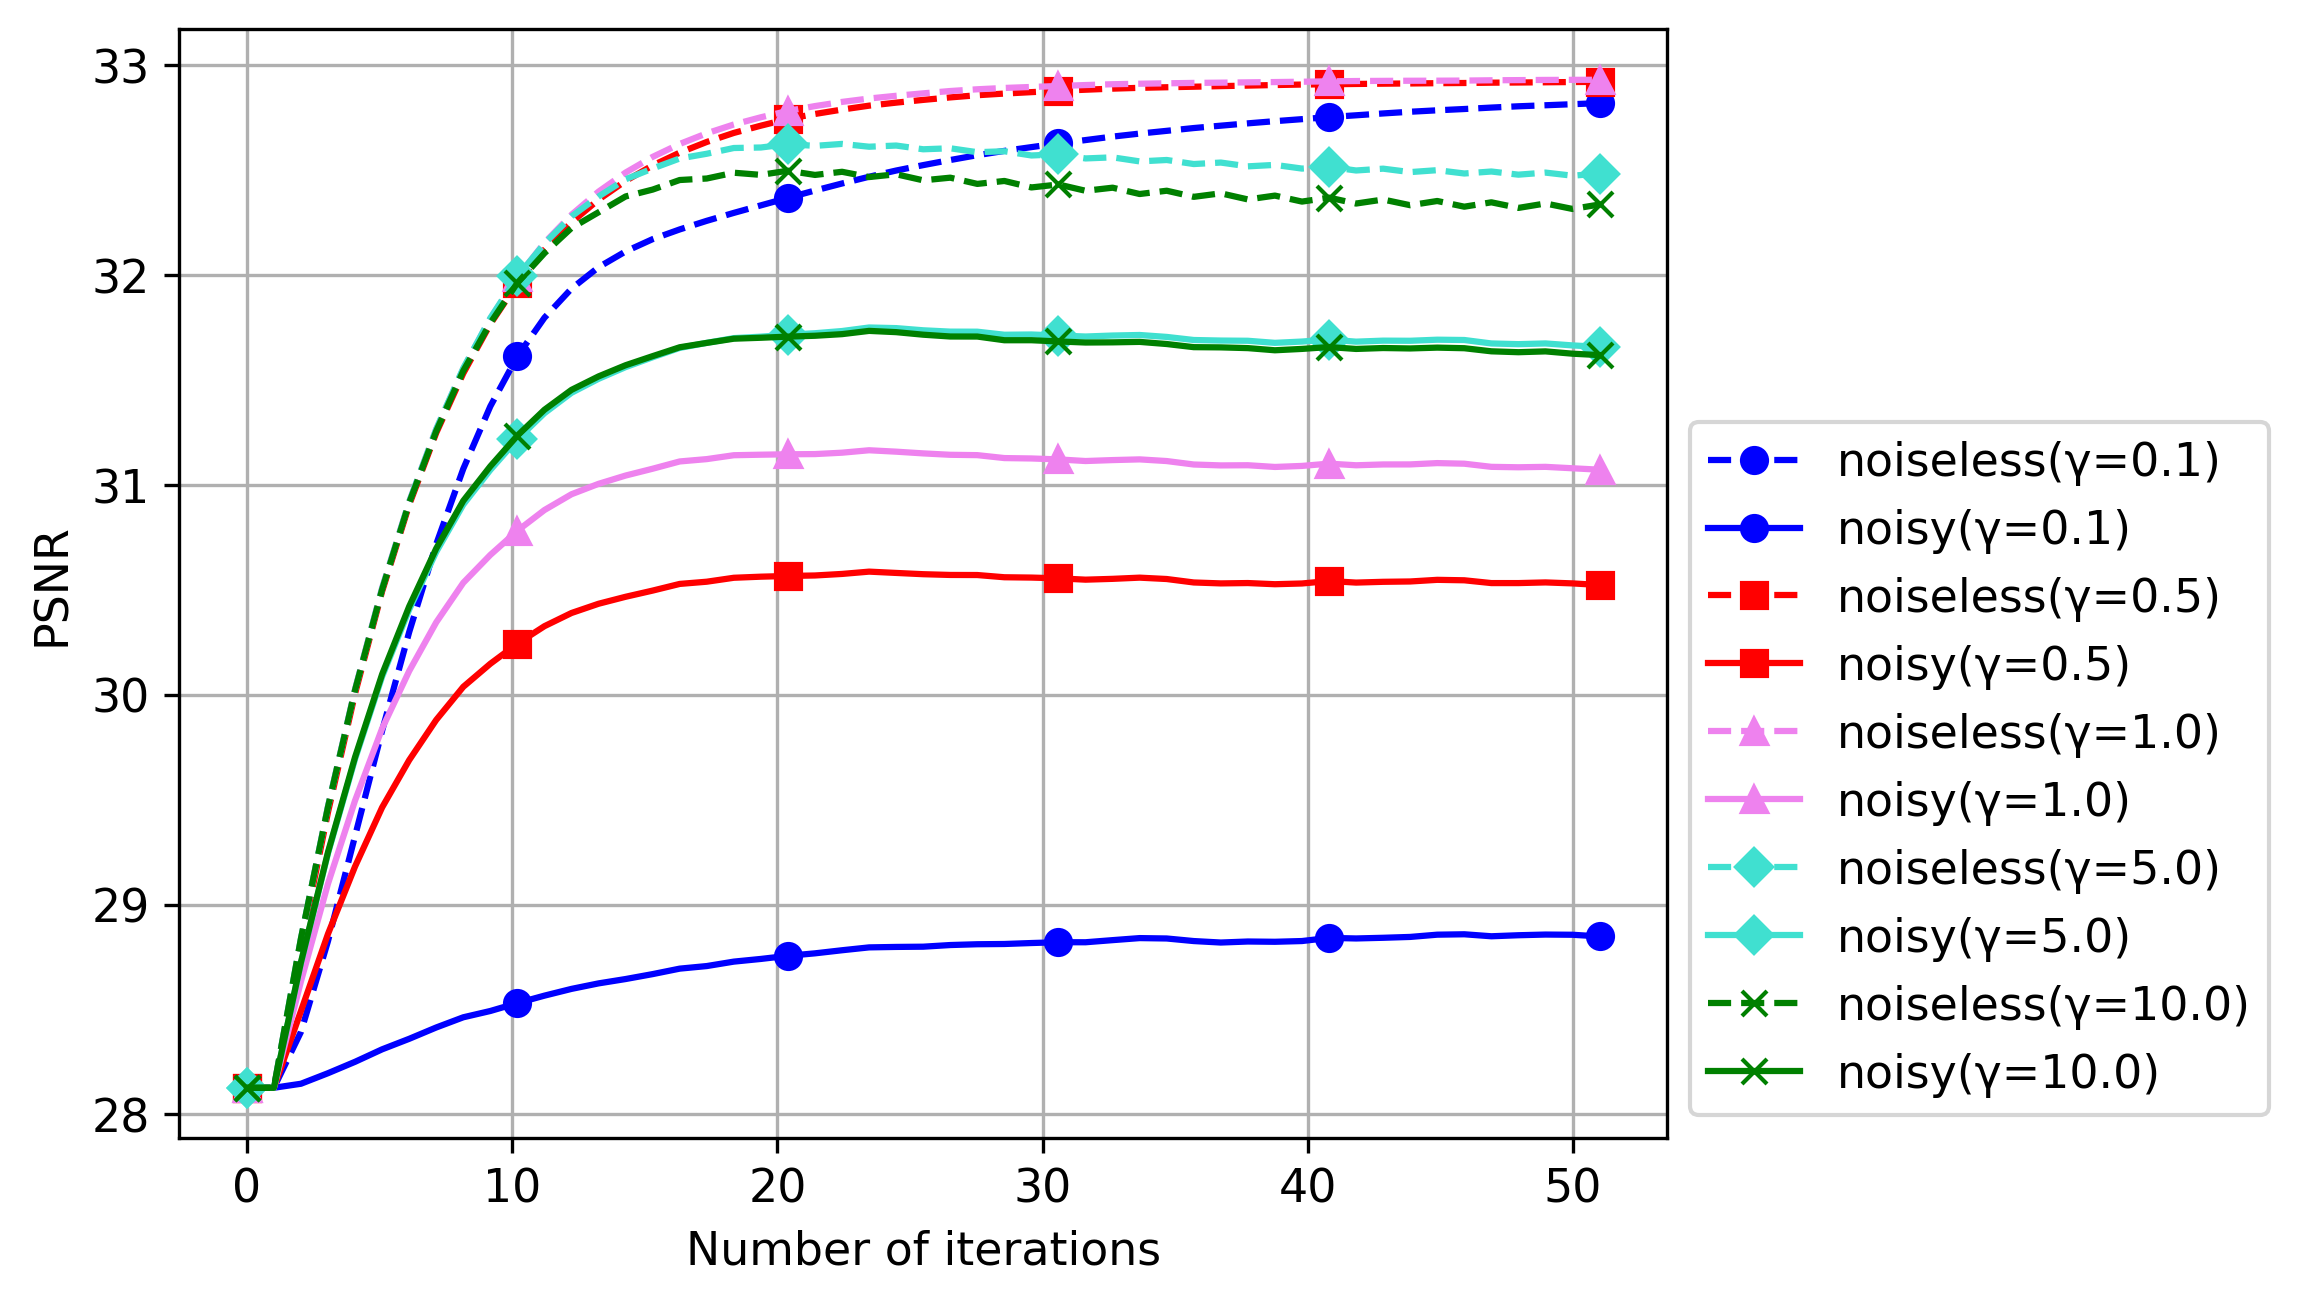 33
32
31
30
29
28
PSNR
0 10 20 30 40 50
Number of iterations
noiseless(γ=0.1)
noisy(γ=0.1)
noiseless(γ=0.5)
noisy(γ=0.5)
noiseless(γ=1.0)
noisy(γ=1.0)
noiseless(γ=5.0)
noisy(γ=5.0)
noiseless(γ=10.0)
noisy(γ=10.0)